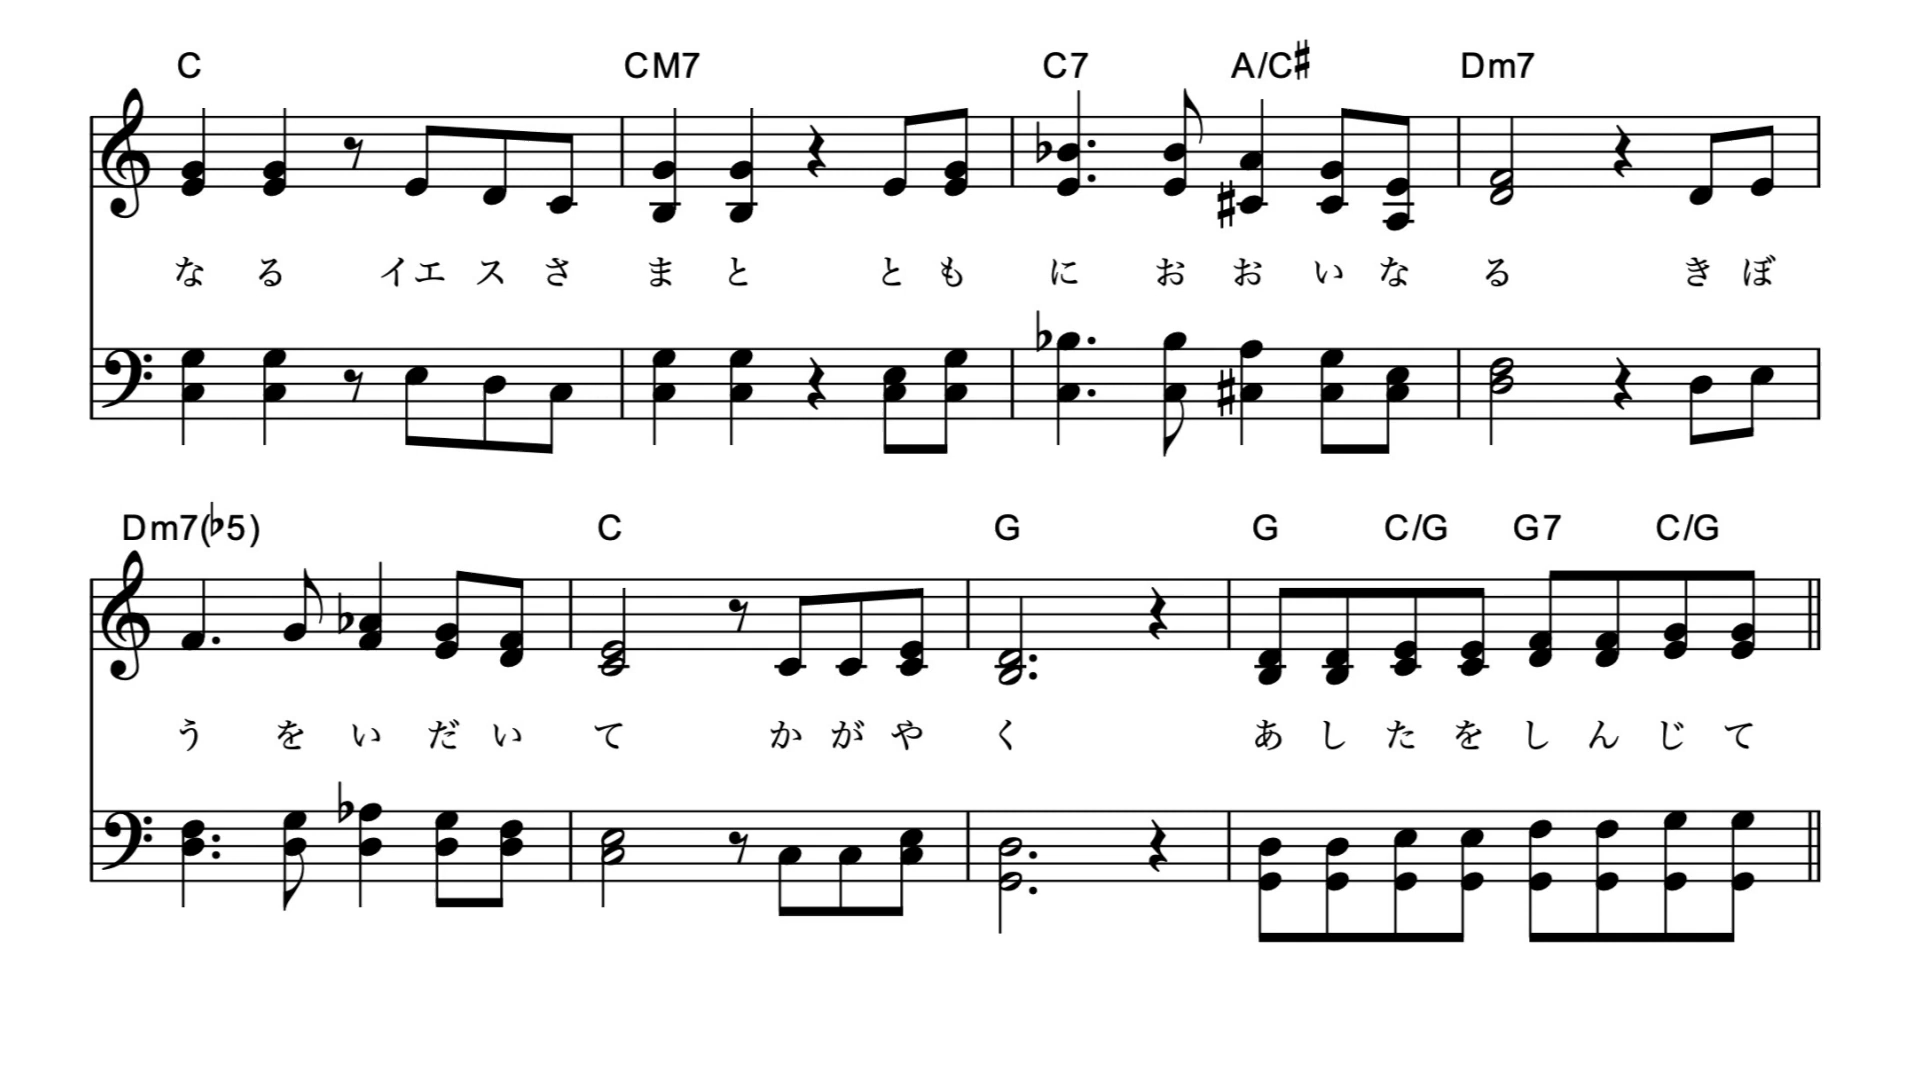 C CM7 C7 A/C♯ Dm7
なる イエスさ まと とも に おおいな る きぼ
Dm7(♭5) C G G C/G G7 C/G
う をいだい て かがや く あしたをしんじて